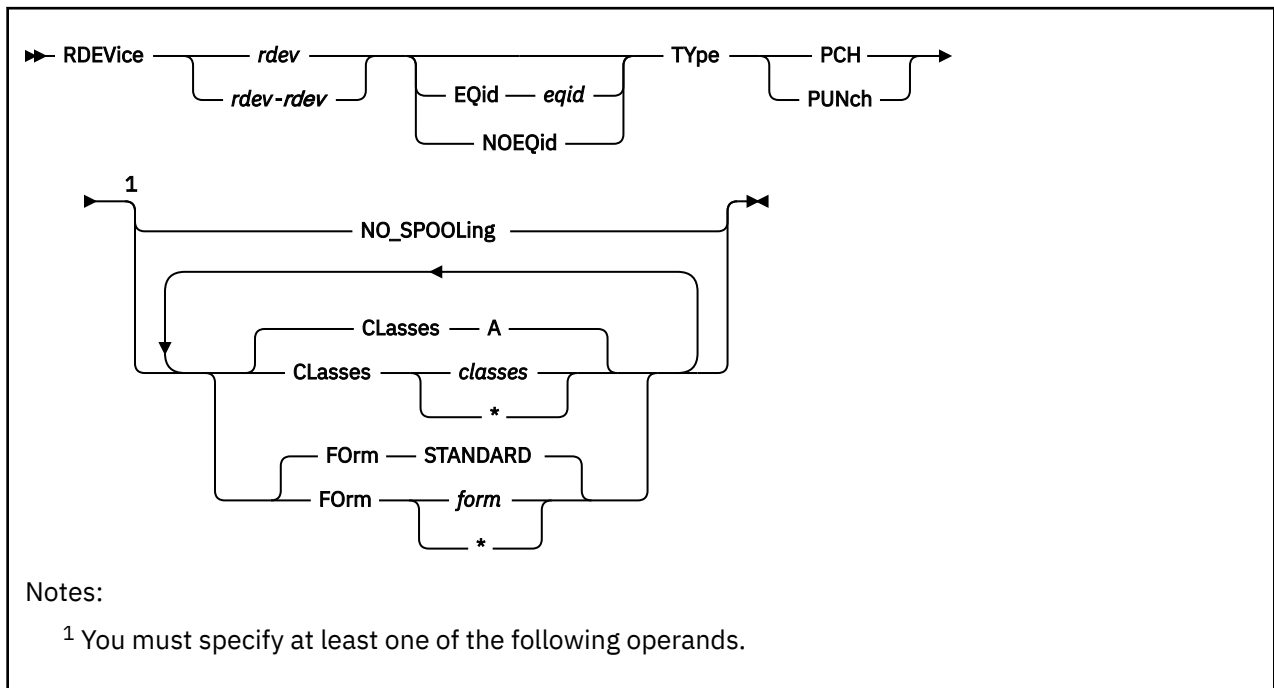 RDEVice rdev TYpe PCH
rdev-rdev EQid eqid PUNch
NOEQid
1
NO_SPOOLing
CLasses A
CLasses classes
*
FOrm STANDARD
FOrm form
*
Notes:
1 You must specify at least one of the following operands.